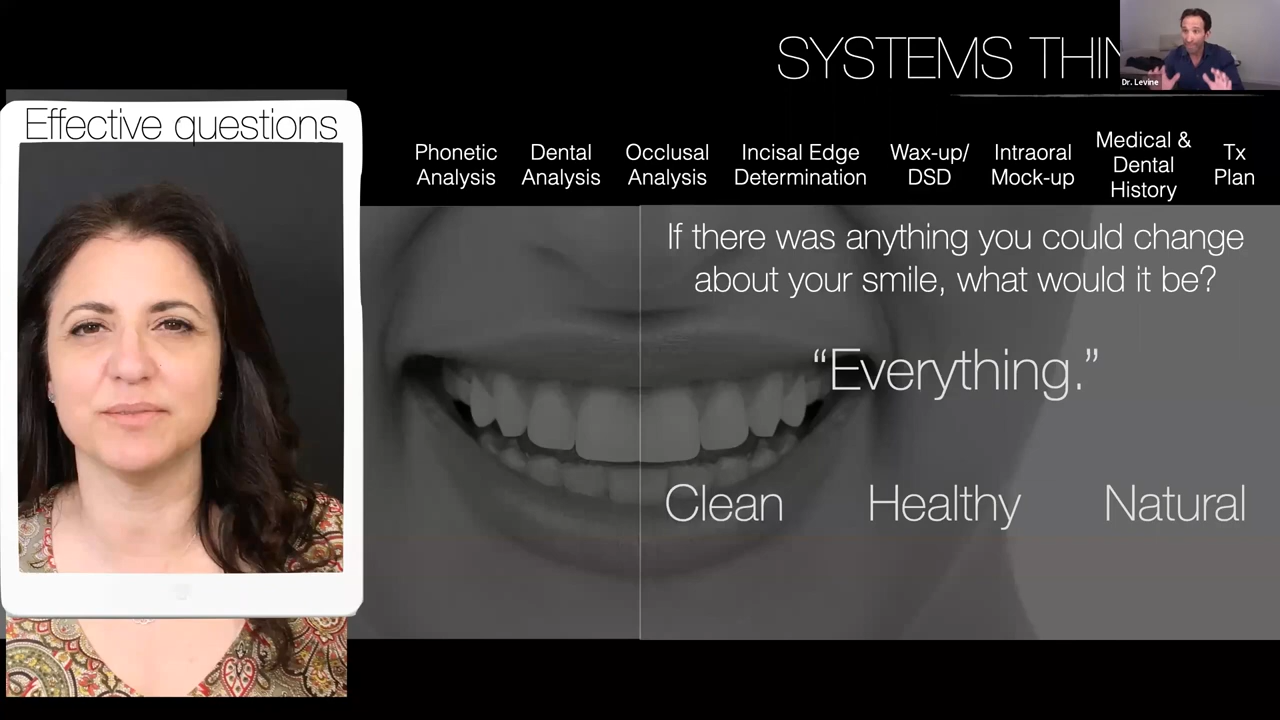 SYSTEMS THIN
Dr. Levine
Effective questions
Phonetic
Analysis
Dental
Analysis
Occlusal
Analysis
Incisal Edge
Determination
Wax-up/
DSD
Intraoral
Mock-up
Medical &
Dental
History
Tx
Plan
If there was anything you could change
about your smile, what would it be?
“Everything.”
Clean Healthy Natural